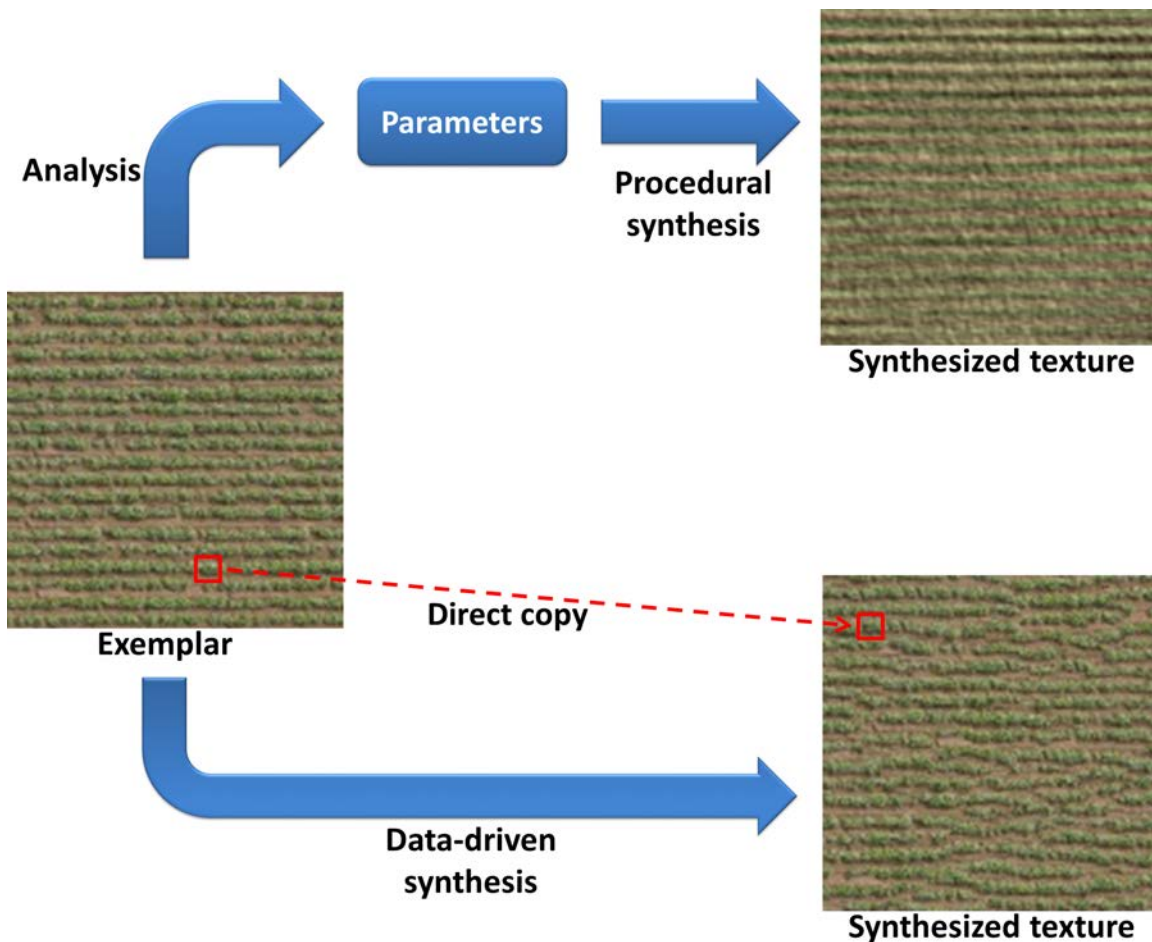 Analysis
Parameters
Procedural
synthesis
Synthesized texture
Exemplar
Direct copy
Data-driven
synthesis
Synthesized texture